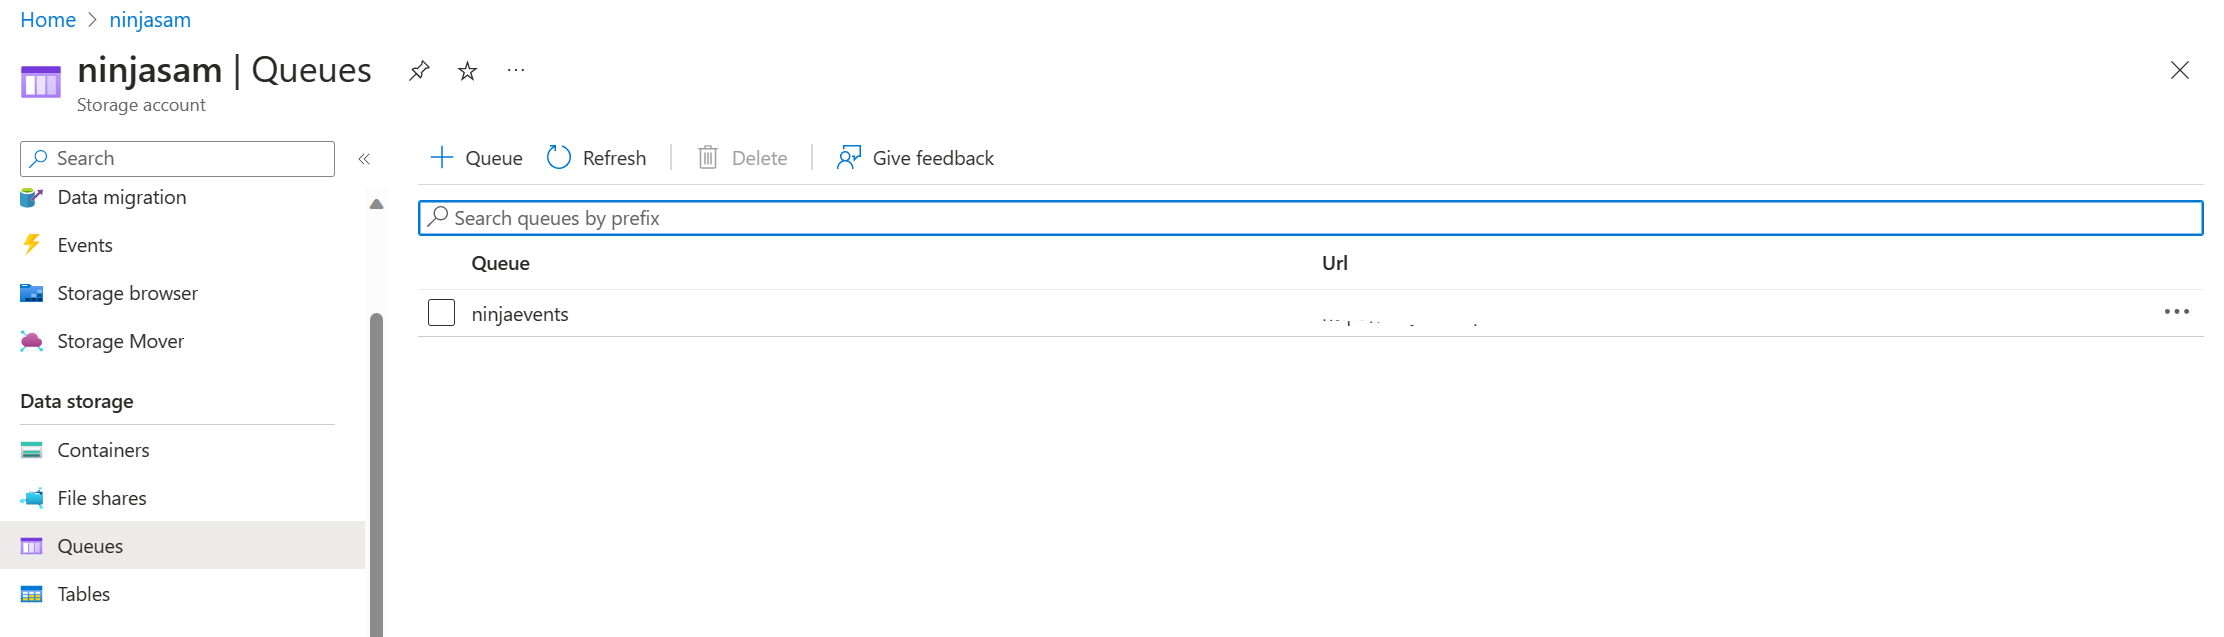 Home > ninjasam
ninjasam | Queues
Storage account
Search
Data migration
Events
Storage browser
Storage Mover
Data storage
Containers
File shares
Queues
Tables
Queue Refresh Delete Give feedback
Search queues by prefix
Queue Url
ninjaevents